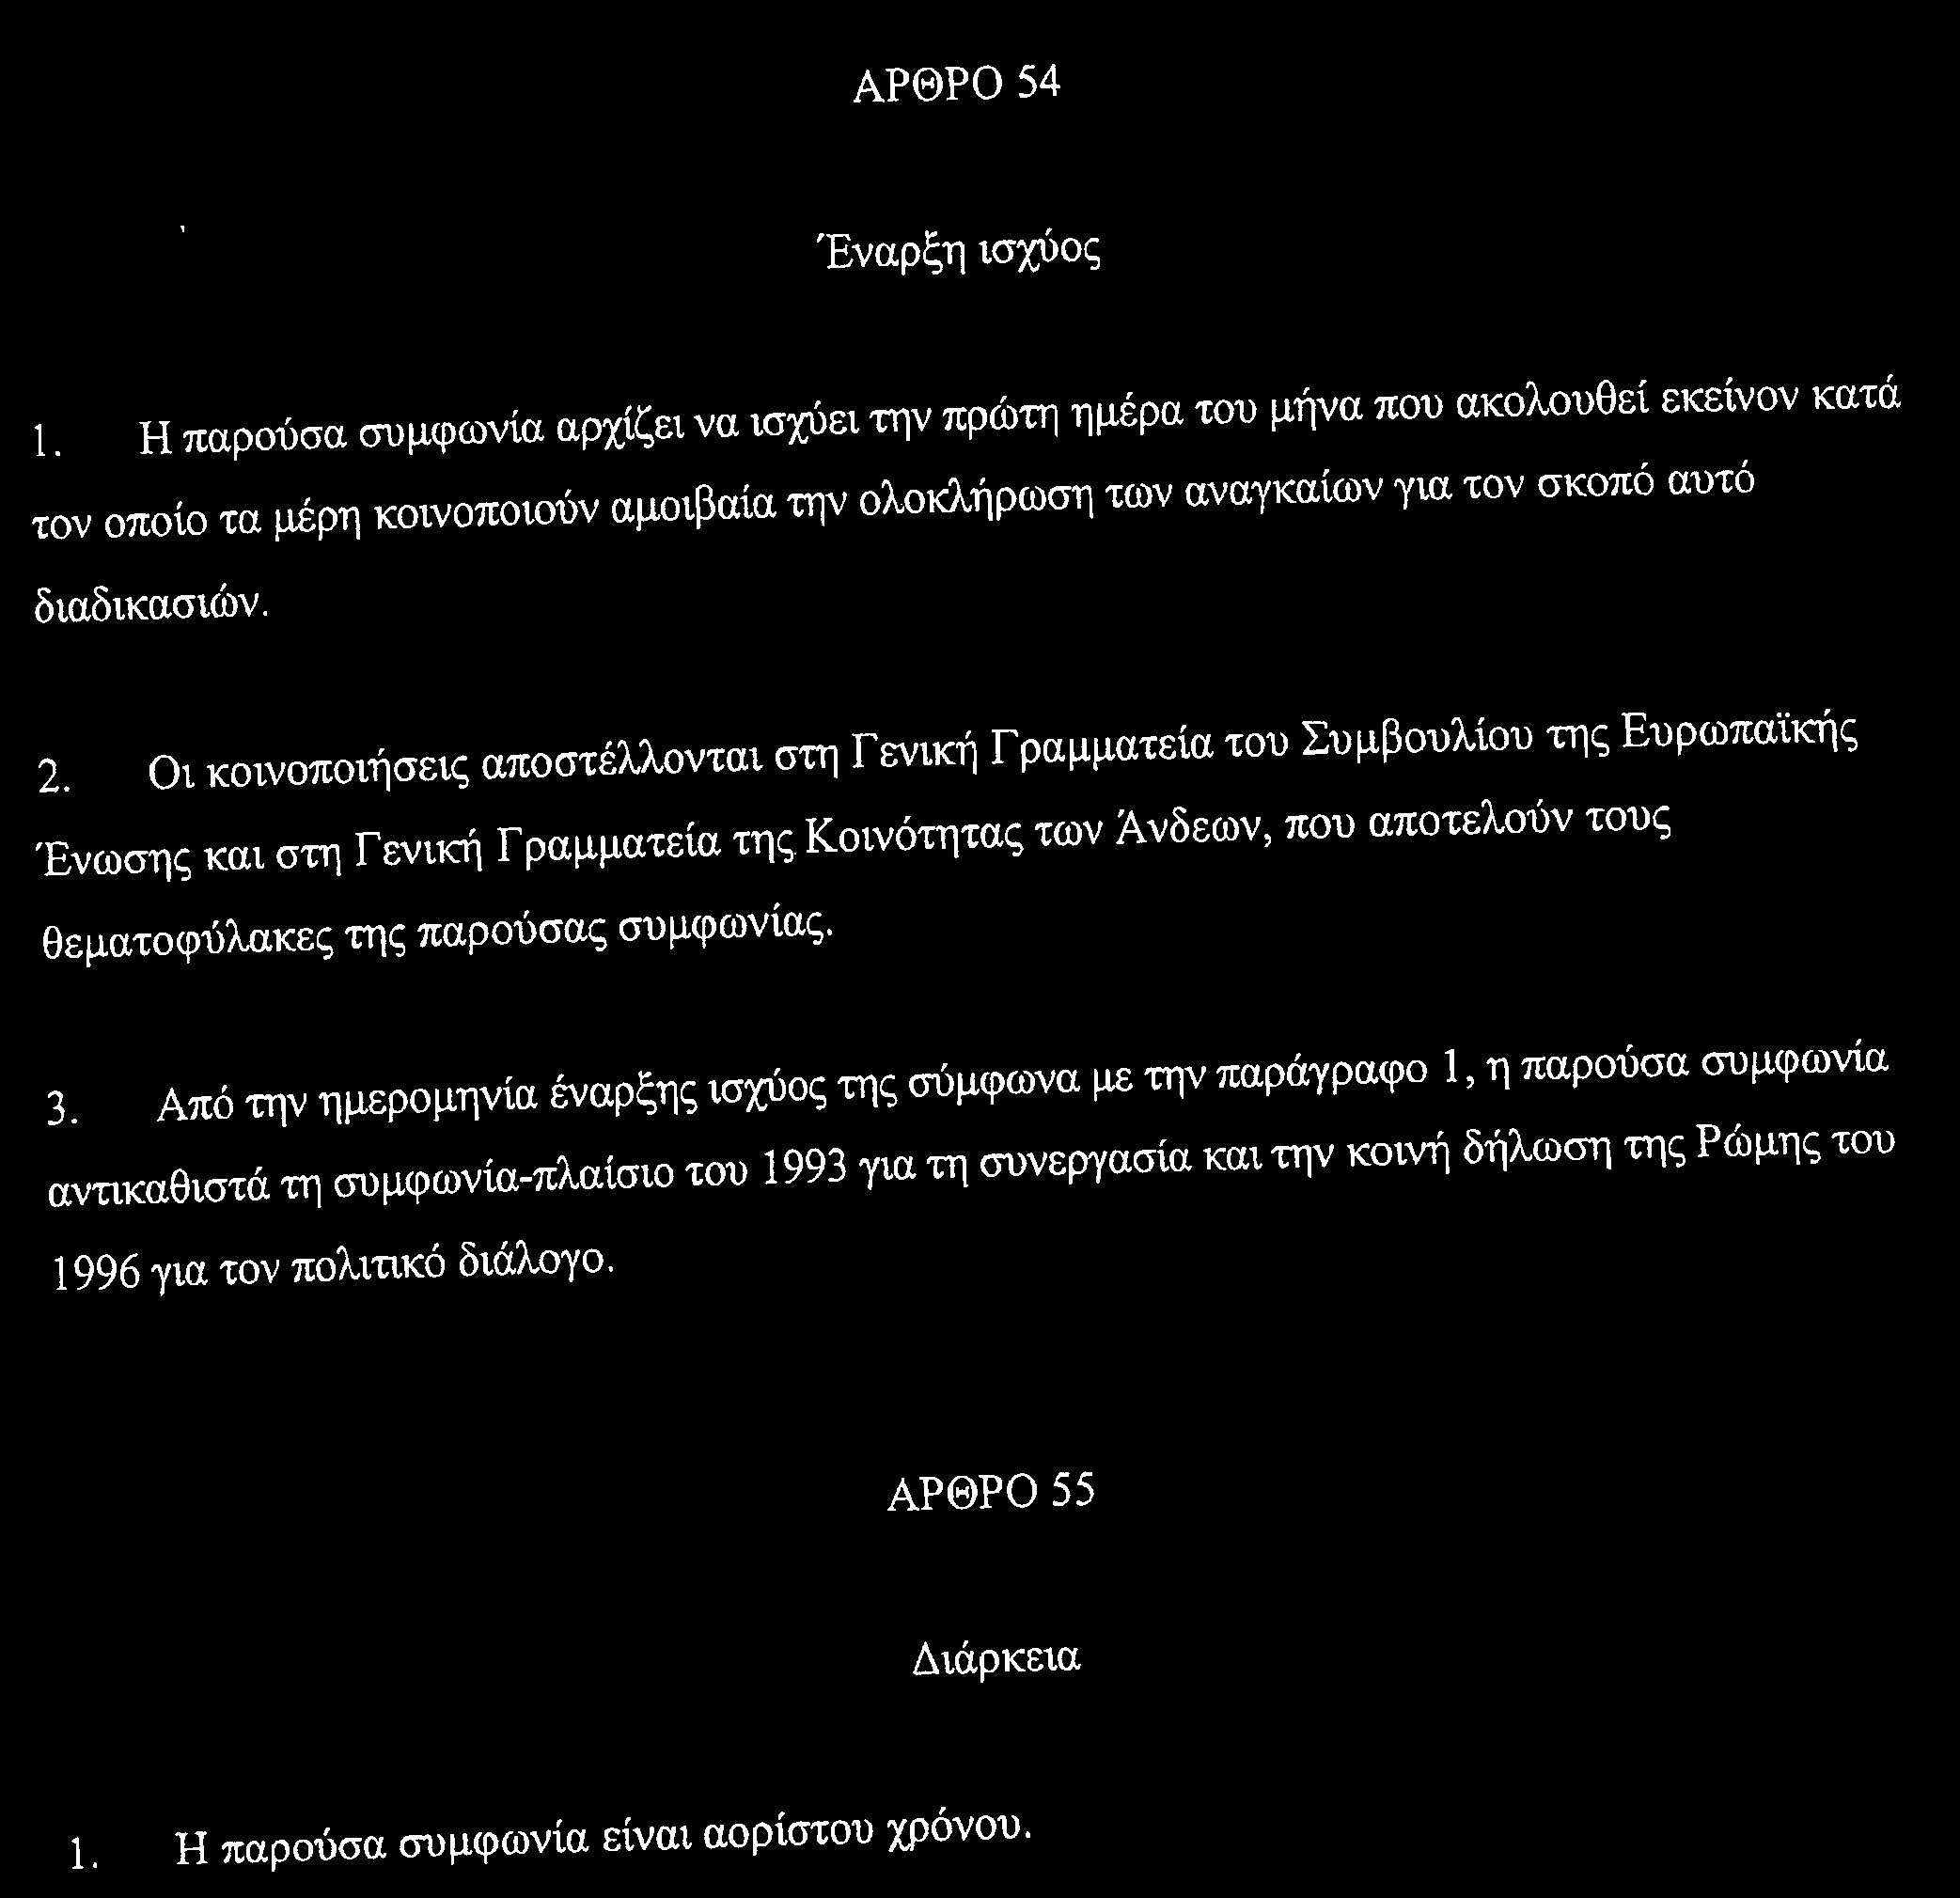 ΑΡΘΡΟ 54
Έναρξη ισχύος
1. Η παρούσα συμφωνία αρχίζει να ισχύει την πρώτη ημέρα του μήνα που ακολουθεί εκείνον κατά
τον οποίο τα μέρη κοινοποιούν αμοιβαία την ολοκλήρωση των αναγκαίων για τον σκοπό αυτό
διαδικασιών.
2. Οι κοινοποιήσεις αποστέλλονται στη Γενική Γραμματεία του Συμβουλίου της Ευρωπαϊκής
Ένωσης και στη Γενική Γραμματεία της Κοινότητας των Άνδεων, που αποτελούν τους
θεματοφύλακες της παρούσας συμφωνίας.
3. Από την ημερομηνία έναρξης ισχύος της σύμφωνα με την παράγραφο 1, η παρούσα συμφωνία
αντικαθιστά τη συμφωνία-πλαίσιο του 1993 για τη συνεργασία και την κοινή δήλωση της Ρώμης του
1996 για τον πολιτικό διάλογο.
ΑΡΘΡΟ 55
Διάρκεια
1. Η παρούσα συμφωνία είναι αορίστου χρόνου.